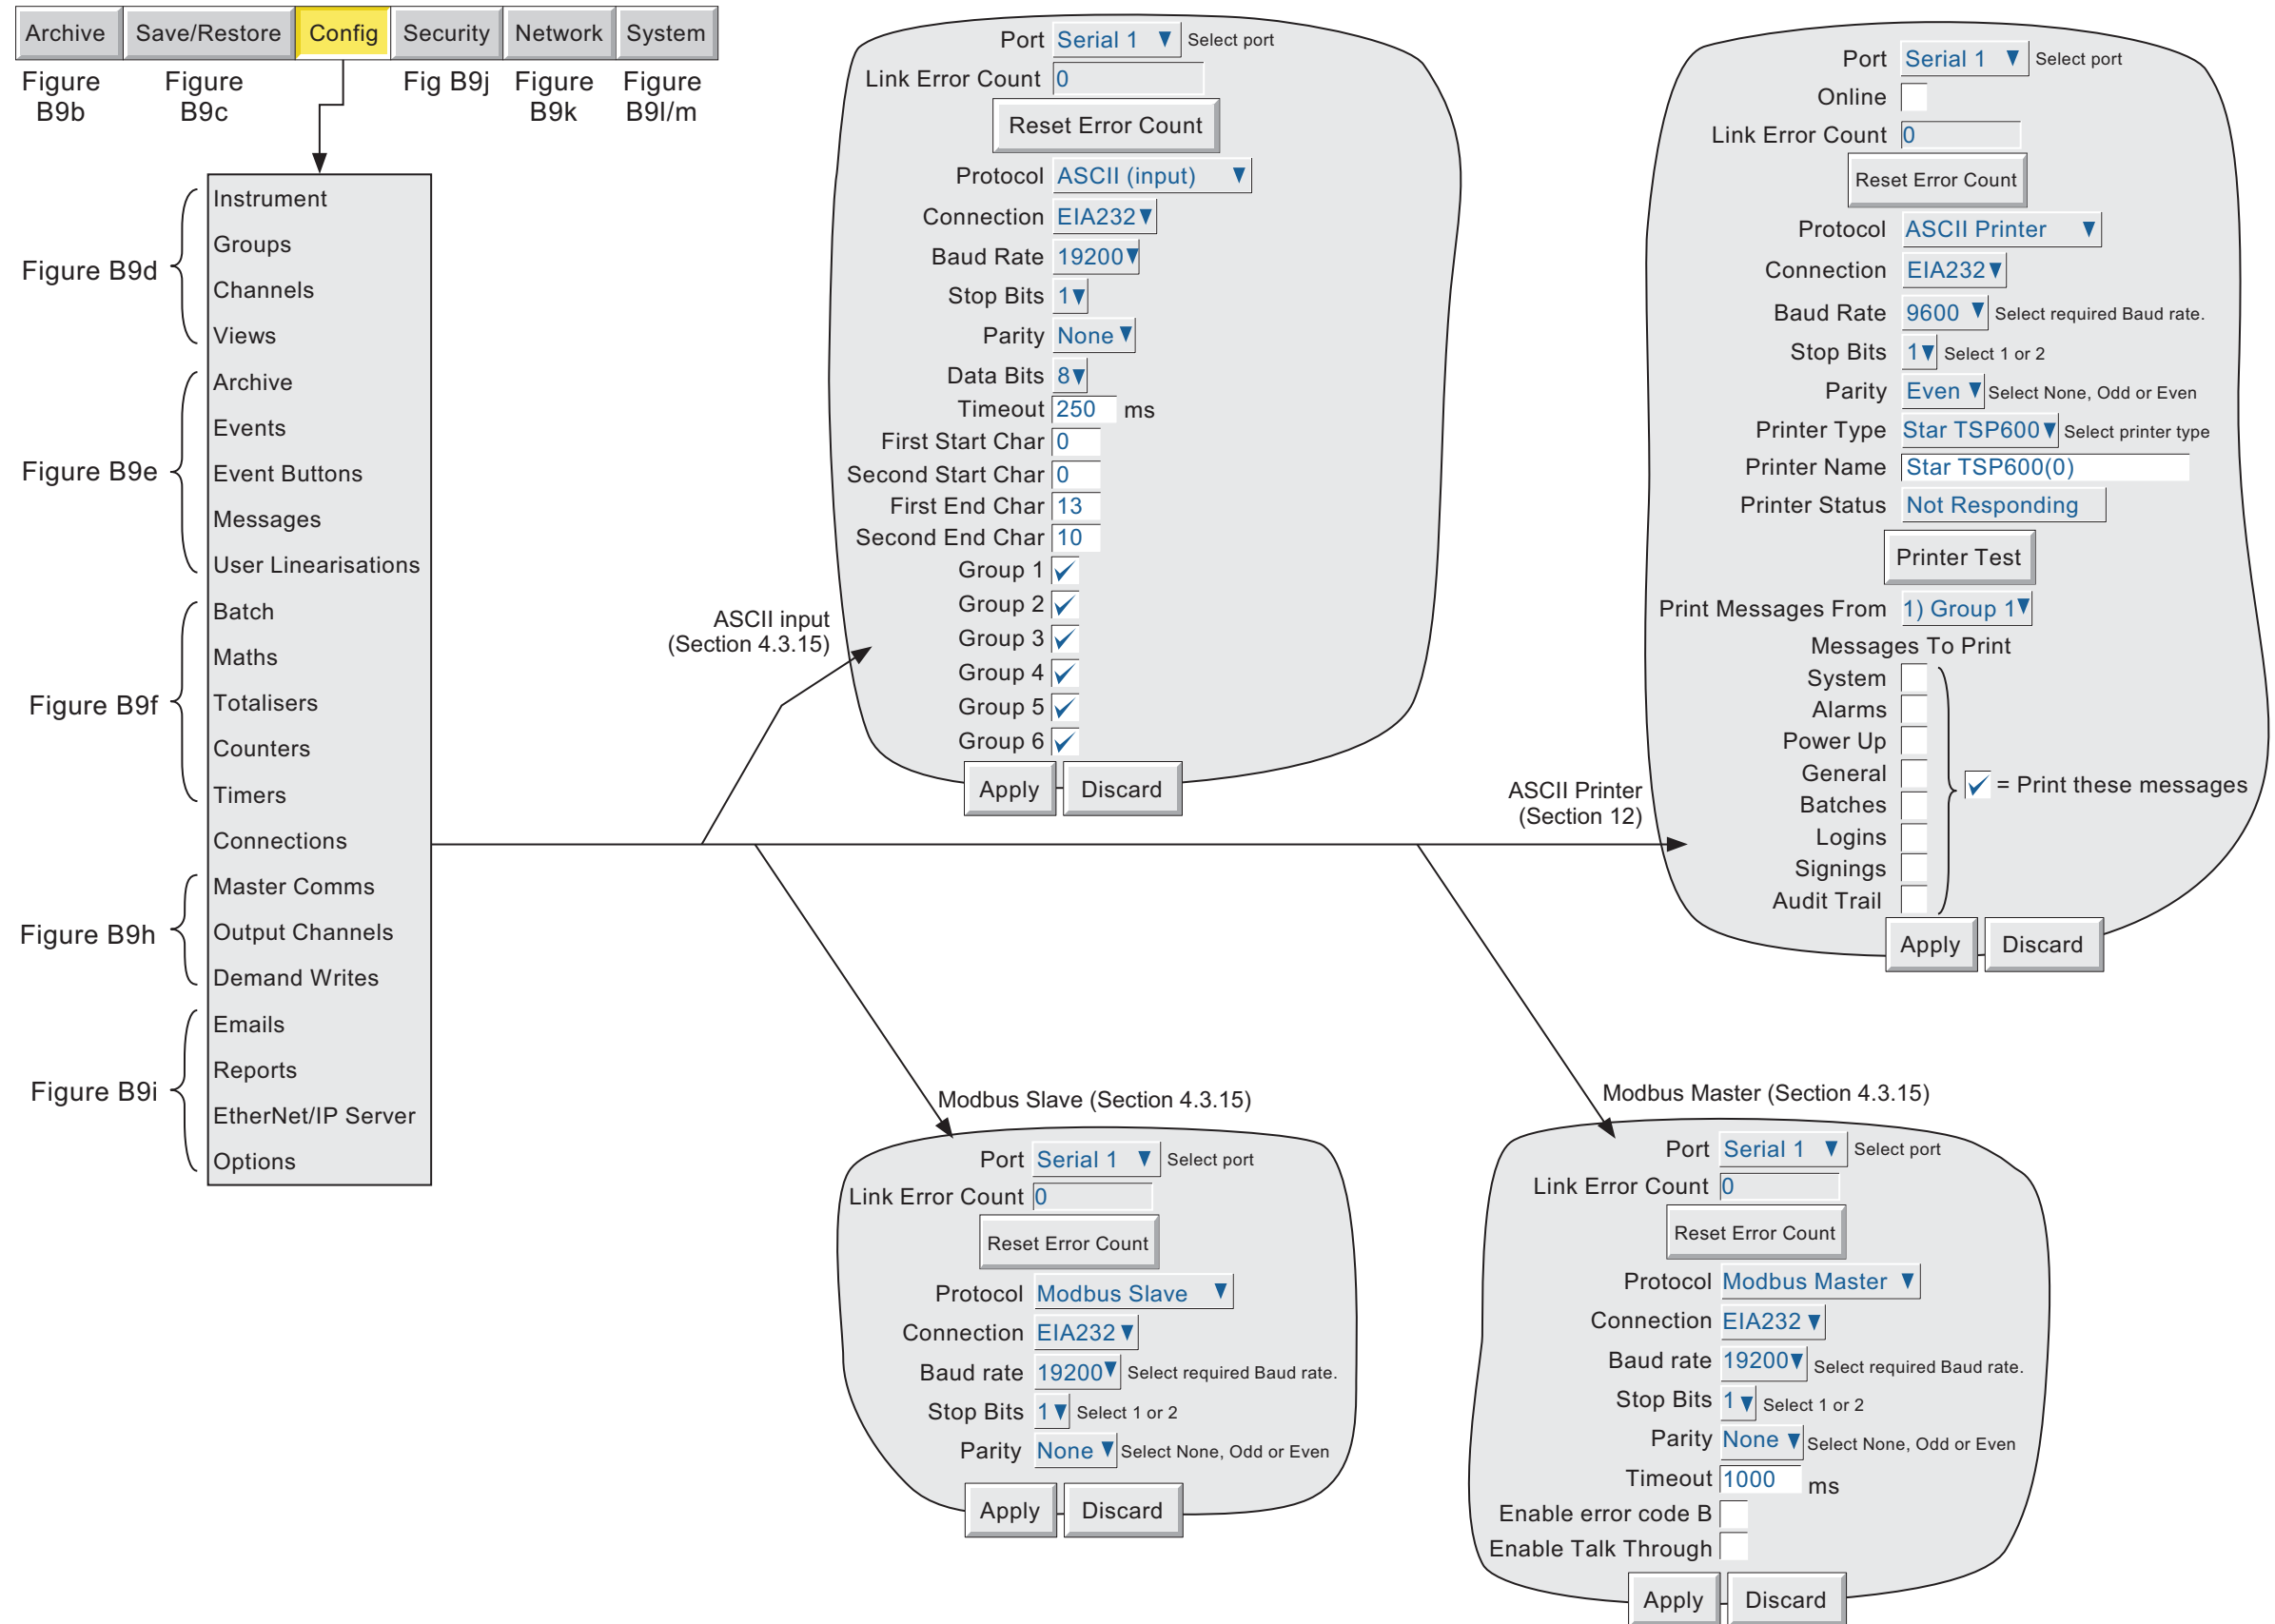 Archive Save/Restore Config Security Network System
Figure B9b
Figure B9c
Fig B9j
Figure B9k
Figure B9l/m
Figure B9d
Instrument
Groups
Channels
Views
Figure B9e
Archive
Events
Event Buttons
Messages
User Linearisations
Figure B9f
Batch
Maths
Totalisers
Counters
Timers
Connections
Figure B9h
Master Comms
Output Channels
Demand Writes
Figure B9i
Emails
Reports
EtherNet/IP Server
Options
ASCII input
(Section 4.3.15)
Port Serial 1 Select port
Link Error Count 0
Reset Error Count
Protocol ASCII (input)
Connection EIA232
Baud Rate 19200
Stop Bits 1
Parity None
Data Bits 8
Timeout 250 ms
First Start Char 0
Second Start Char 0
First End Char 13
Second End Char 10
Group 1
Group 2
Group 3
Group 4
Group 5
Group 6
Apply Discard
ASCII Printer
(Section 12)
Port Serial 1 Select port
Online
Link Error Count 0
Reset Error Count
Protocol ASCII Printer
Connection EIA232
Baud Rate 9600 Select required Baud rate.
Stop Bits 1 Select 1 or 2
Parity Even Select None, Odd or Even
Printer Type Star TSP600 Select printer type
Printer Name Star TSP600(0)
Printer Status Not Responding
Printer Test
Print Messages From 1) Group 1
Messages To Print
System
Alarms
Power Up
General
= Print these messages
Batches
Logins
Signings
Audit Trail
Apply Discard
Modbus Slave (Section 4.3.15)
Port Serial 1 Select port
Link Error Count 0
Reset Error Count
Protocol Modbus Slave
Connection EIA232
Baud rate 19200 Select required Baud rate.
Stop Bits 1 Select 1 or 2
Parity None Select None, Odd or Even
Apply Discard
Modbus Master (Section 4.3.15)
Port Serial 1 Select port
Link Error Count 0
Reset Error Count
Protocol Modbus Master
Connection EIA232
Baud rate 19200 Select required Baud rate.
Stop Bits 1 Select 1 or 2
Parity None Select None, Odd or Even
Timeout 1000 ms
Enable error code B
Enable Talk Through
Apply Discard